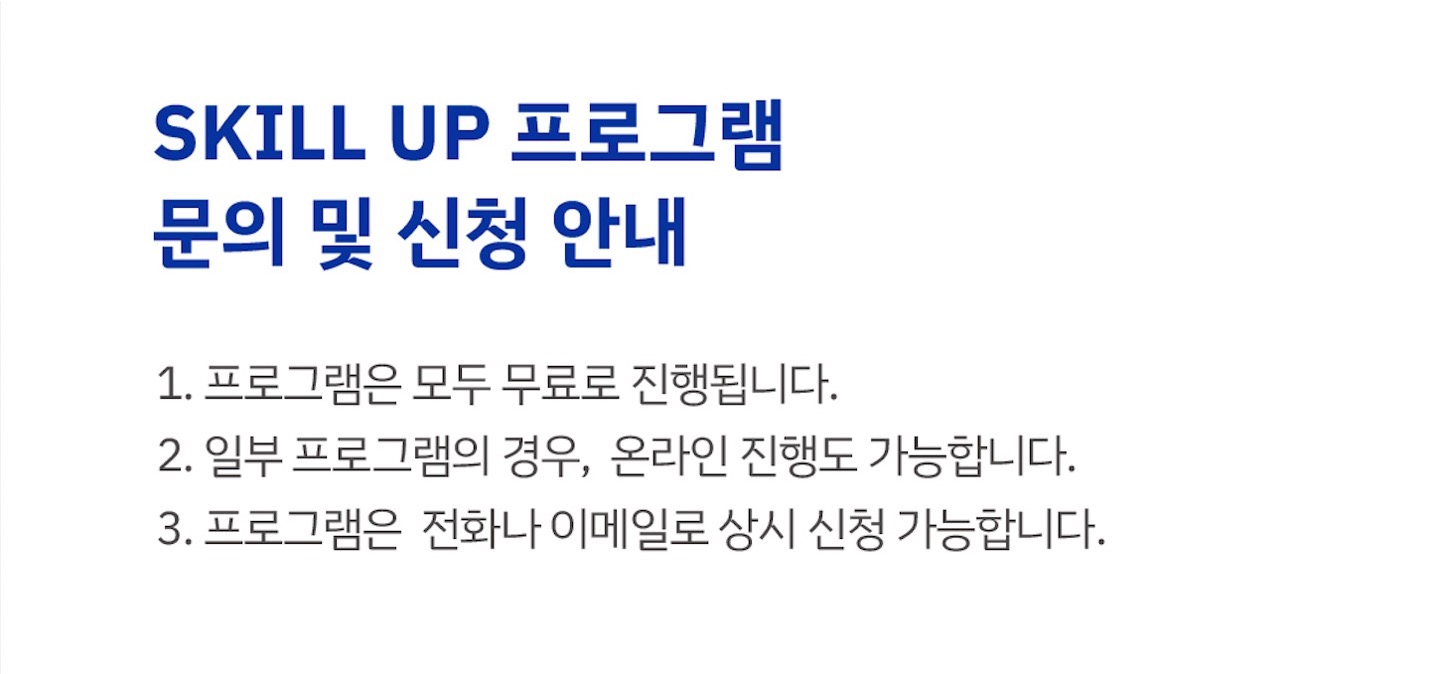 SKILL UP 프로그램
문의 및 신청 안내
1. 프로그램은 모두 무료로 진행됩니다.
2. 일부 프로그램의 경우, 온라인 진행도 가능합니다.
3. 프로그램은 전화나 이메일로 상시 신청 가능합니다.